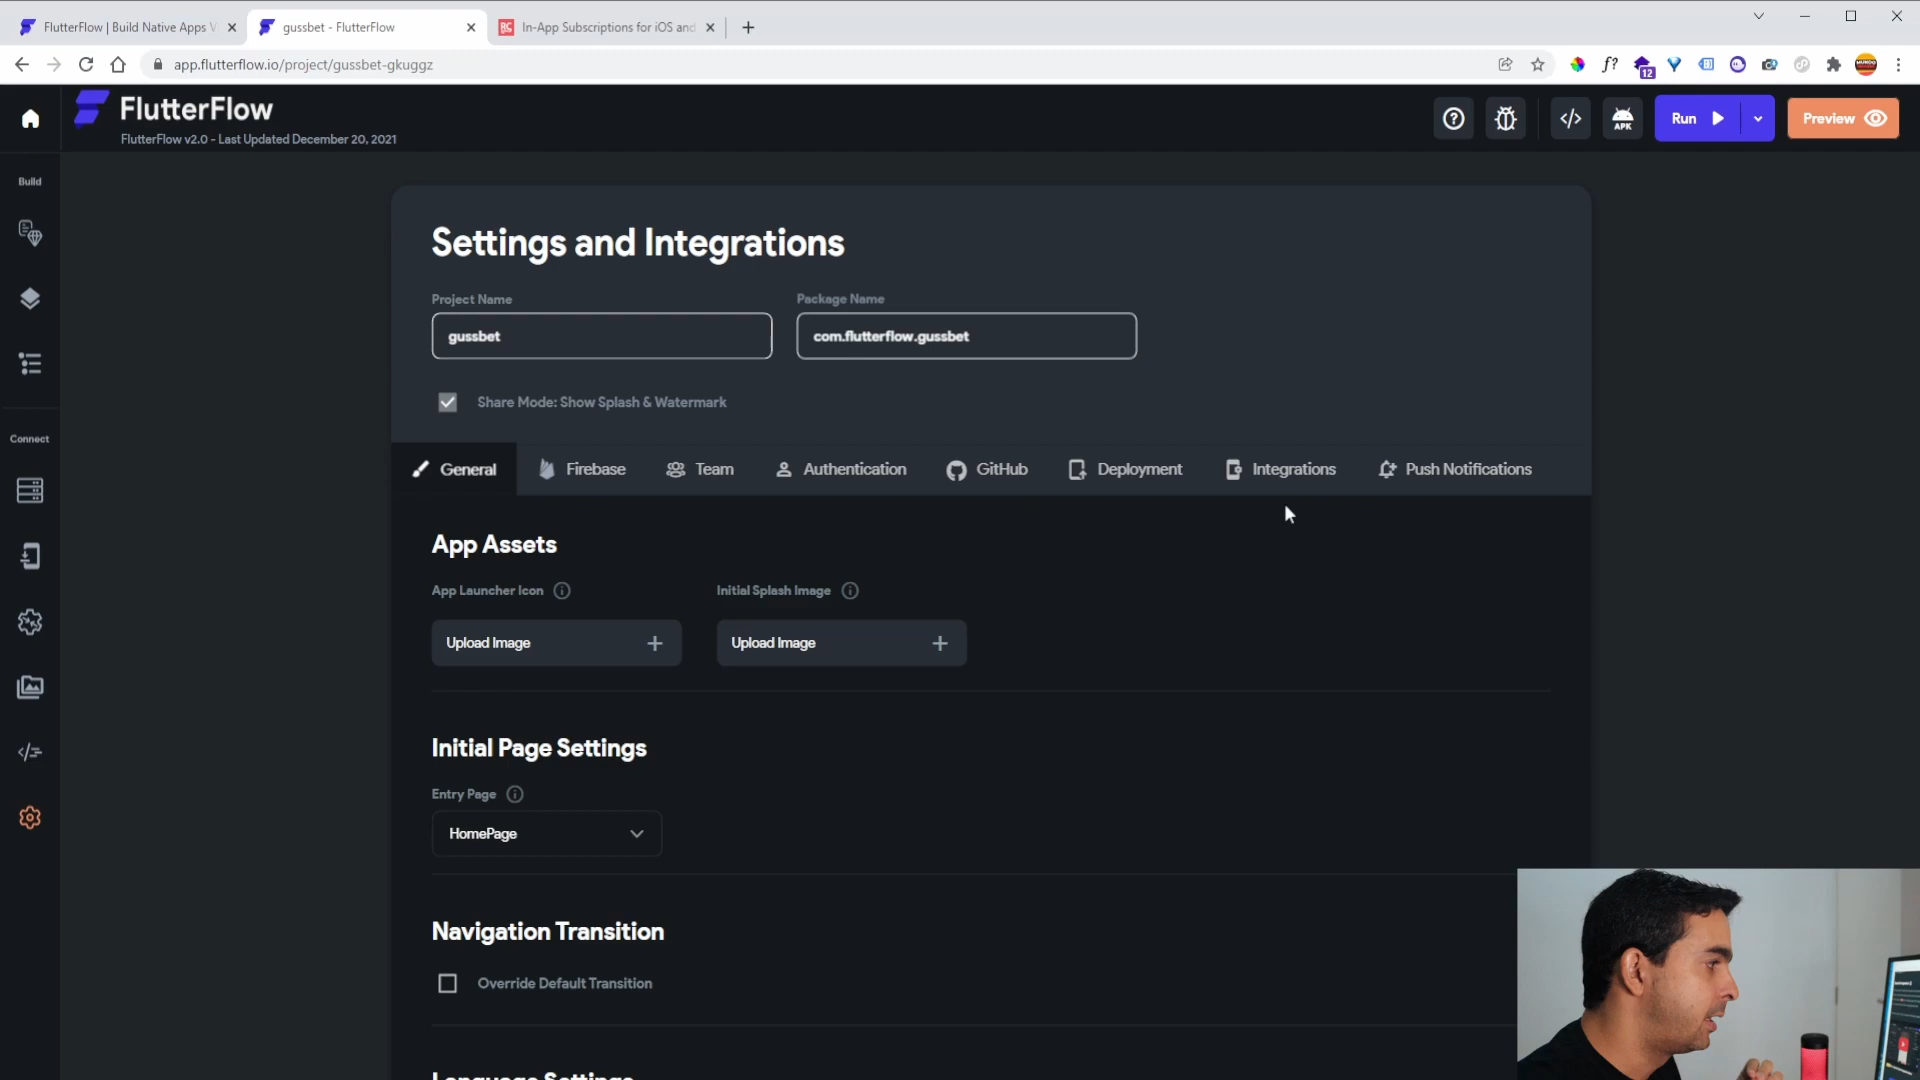 FlutterFlow | Build Native Apps V
gussbet - FlutterFlow
In-App Subscriptions for iOS and
app.flutterflow.io/project/gussbet-gkuggz
f?
12
FlutterFlow
FlutterFlow v2.0 - Last Updated December 20, 2021
APK
Run
Preview
Build
Connect
Settings and Integrations
Project Name
Package Name
gussbet
com.flutterflow.gussbet
Share Mode: Show Splash & Watermark
General
Firebase
Team
Authentication
GitHub
Deployment
Integrations
Push Notifications
App Assets
App Launcher Icon
Initial Splash Image
Upload Image
Upload Image
Initial Page Settings
Entry Page
HomePage
Navigation Transition
Override Default Transition
Language Settings